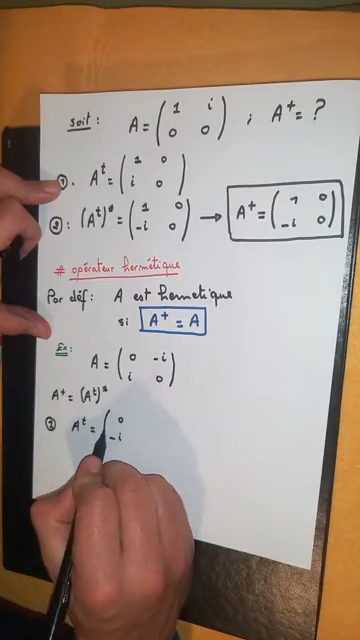 soit : A = ( 1 i ; 0 0 ) ; A⁺ = ?
①. Aᵗ = ( 1 0 ; i 0 )
②: (Aᵗ)* = ( 1 0 ; -i 0 ) → A⁺ = ( 1 0 ; -i 0 )
# opérateur hermétique
Par déf : A est hermetique
si A⁺ = A
Ex :
A = ( 0 -i ; i 0 )
A⁺ = (Aᵗ)*
① Aᵗ = ( 0 ; -i